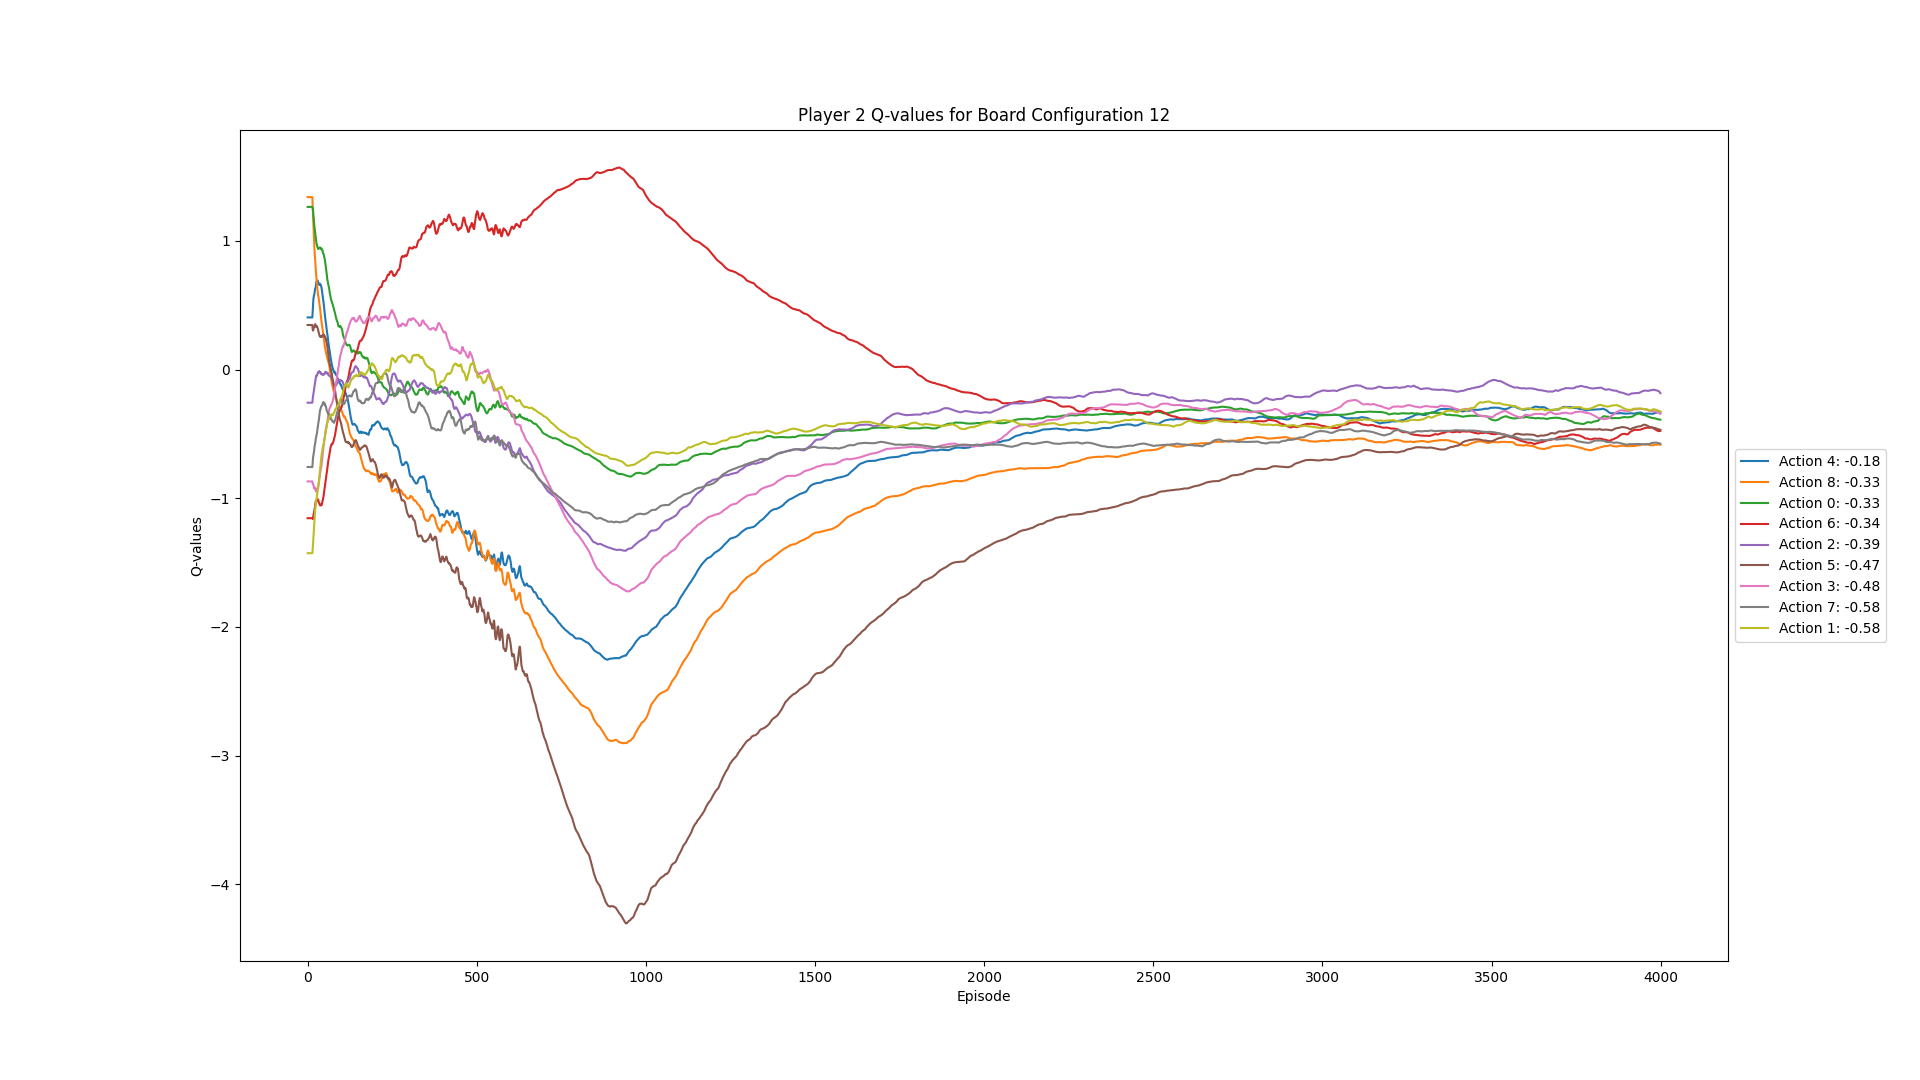 Player 2 Q-values for Board Configuration 12
1
0
−1
−2
−3
−4
Q-values
0 500 1000 1500 2000 2500 3000 3500 4000
Episode
Action 4: -0.18
Action 8: -0.33
Action 0: -0.33
Action 6: -0.34
Action 2: -0.39
Action 5: -0.47
Action 3: -0.48
Action 7: -0.58
Action 1: -0.58